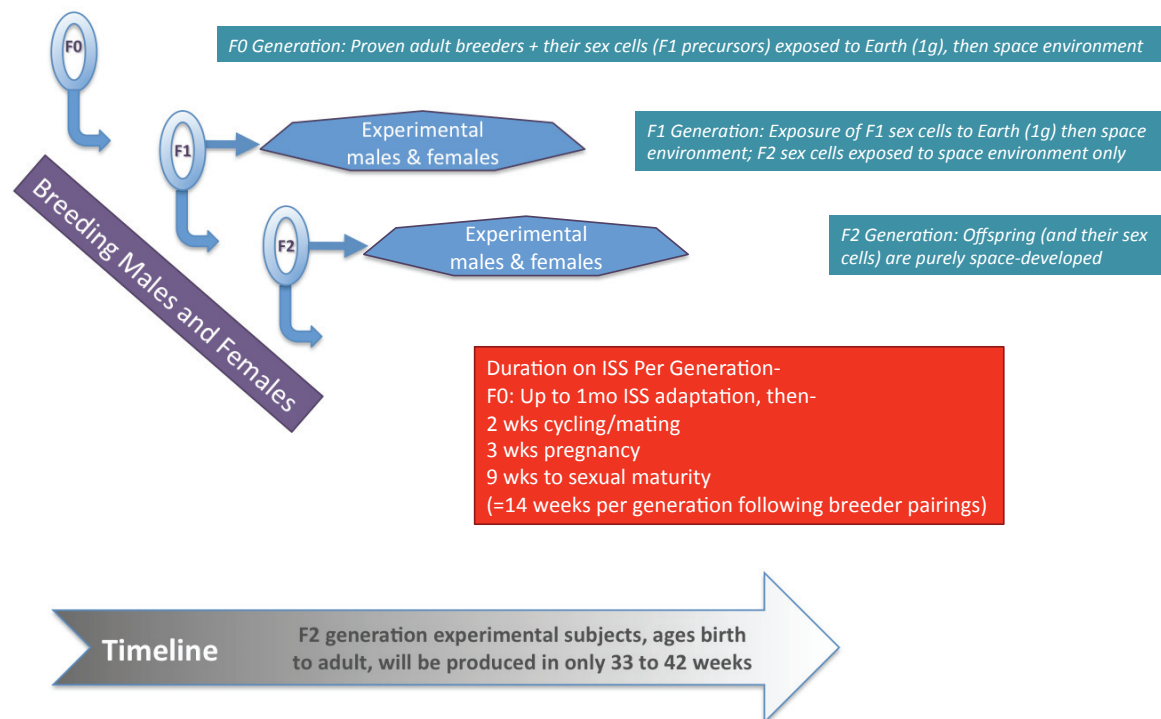 F0
F0 Generation: Proven adult breeders + their sex cells (F1 precursors) exposed to Earth (1g), then space environment
F1
Experimental
males & females
F1 Generation: Exposure of F1 sex cells to Earth (1g) then space
environment; F2 sex cells exposed to space environment only
Breeding Males and Females
F2
Experimental
males & females
F2 Generation: Offspring (and their sex
cells) are purely space-developed
Duration on ISS Per Generation-
F0: Up to 1mo ISS adaptation, then-
2 wks cycling/mating
3 wks pregnancy
9 wks to sexual maturity
(=14 weeks per generation following breeder pairings)
Timeline
F2 generation experimental subjects, ages birth
to adult, will be produced in only 33 to 42 weeks